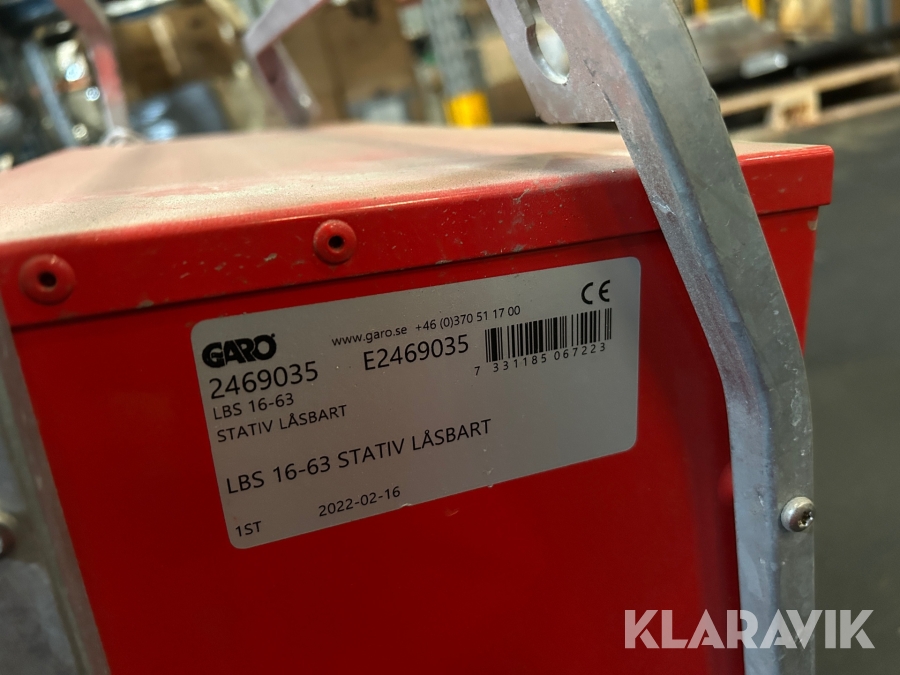 GARO
www.garo.se +46 (0)370 51 17 00
CE
2469035
E2469035
7 331185 067223
LBS 16-63
STATIV LÅSBART
LBS 16-63 STATIV LÅSBART
1ST
2022-02-16
KLARAVIK